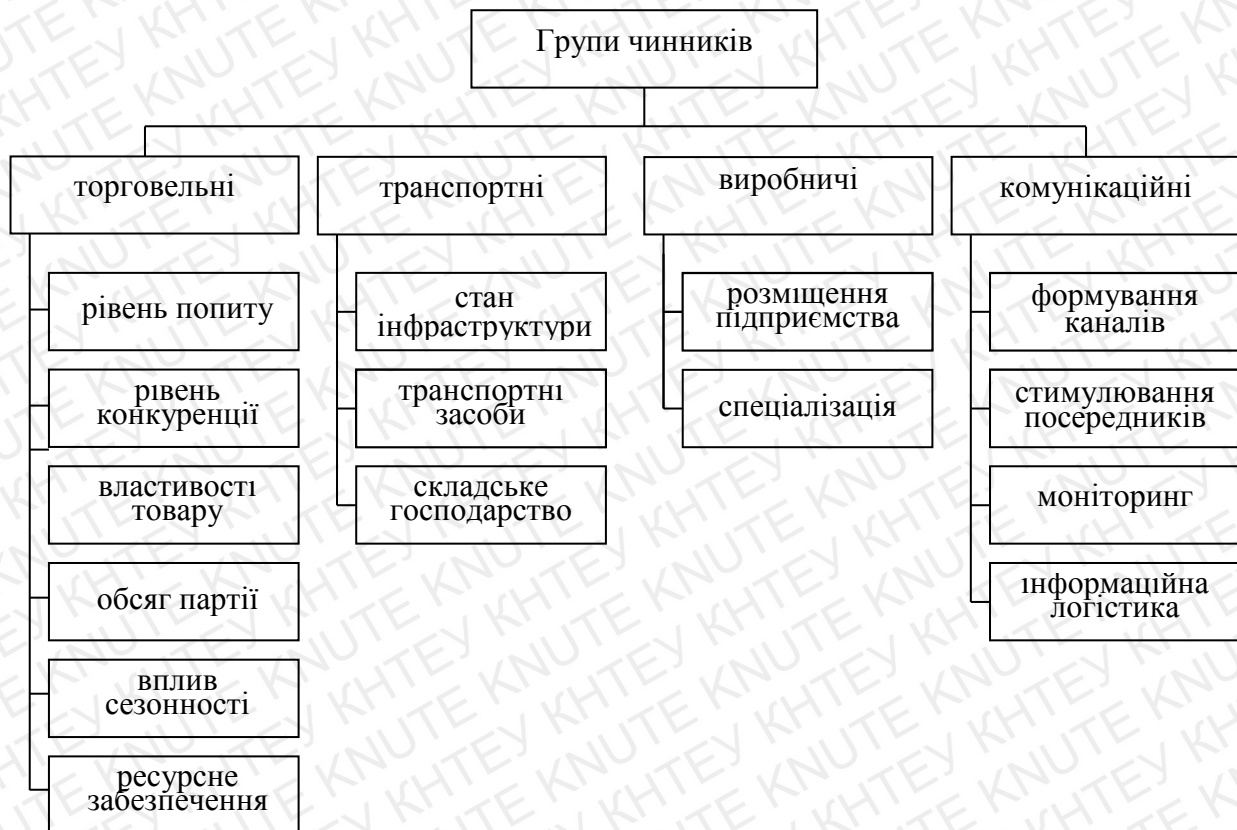 Групи чинників
торговельні
транспортні
виробничі
комунікаційні
рівень попиту
рівень
конкуренції
властивості
товару
обсяг партії
вплив
сезонності
ресурсне
забезпечення
стан
інфраструктури
транспортні
засоби
складське
господарство
розміщення
підприємства
спеціалізація
формування
каналів
стимулювання
посередників
моніторинг
інформаційна
логістика